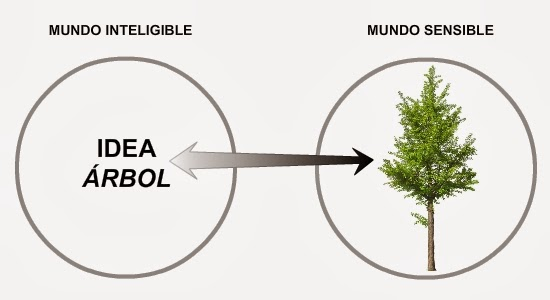 MUNDO INTELIGIBLE
MUNDO SENSIBLE
IDEA
ÁRBOL